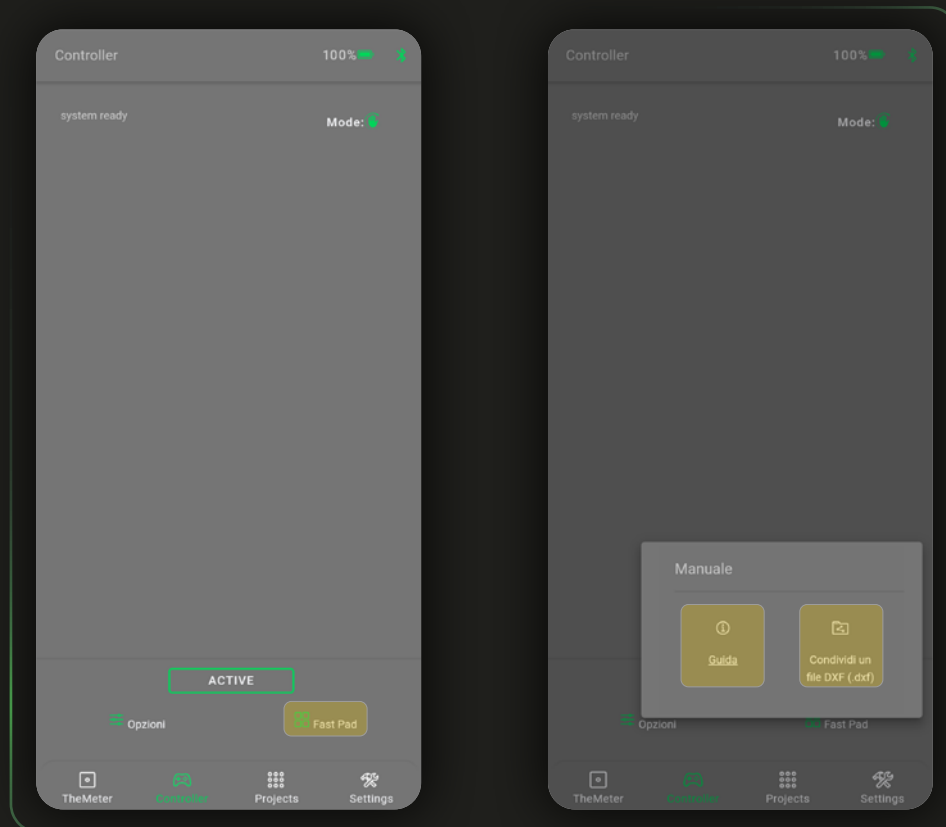 Controller 100%
system ready
Mode:
ACTIVE
Opzioni Fast Pad
TheMeter Controller Projects Settings
Controller 100%
system ready
Mode:
Manuale
Guida
Condividi un
file DXF (.dxf)
Opzioni Fast Pad
TheMeter Controller Projects Settings